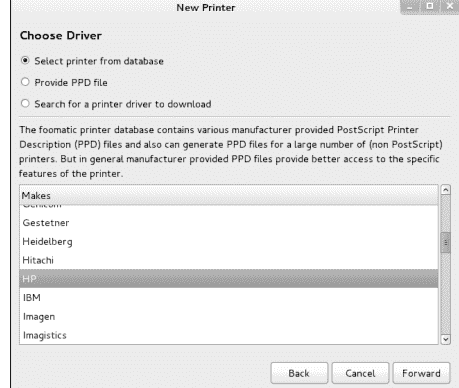 New Printer
Choose Driver
Select printer from database
Provide PPD file
Search for a printer driver to download
The foomatic printer database contains various manufacturer provided PostScript Printer
Description (PPD) files and also can generate PPD files for a large number of (non PostScript)
printers. But in general manufacturer provided PPD files provide better access to the specific
features of the printer.
Makes
Genicom
Gestetner
Heidelberg
Hitachi
HP
IBM
Imagen
Imagistics
Back Cancel Forward